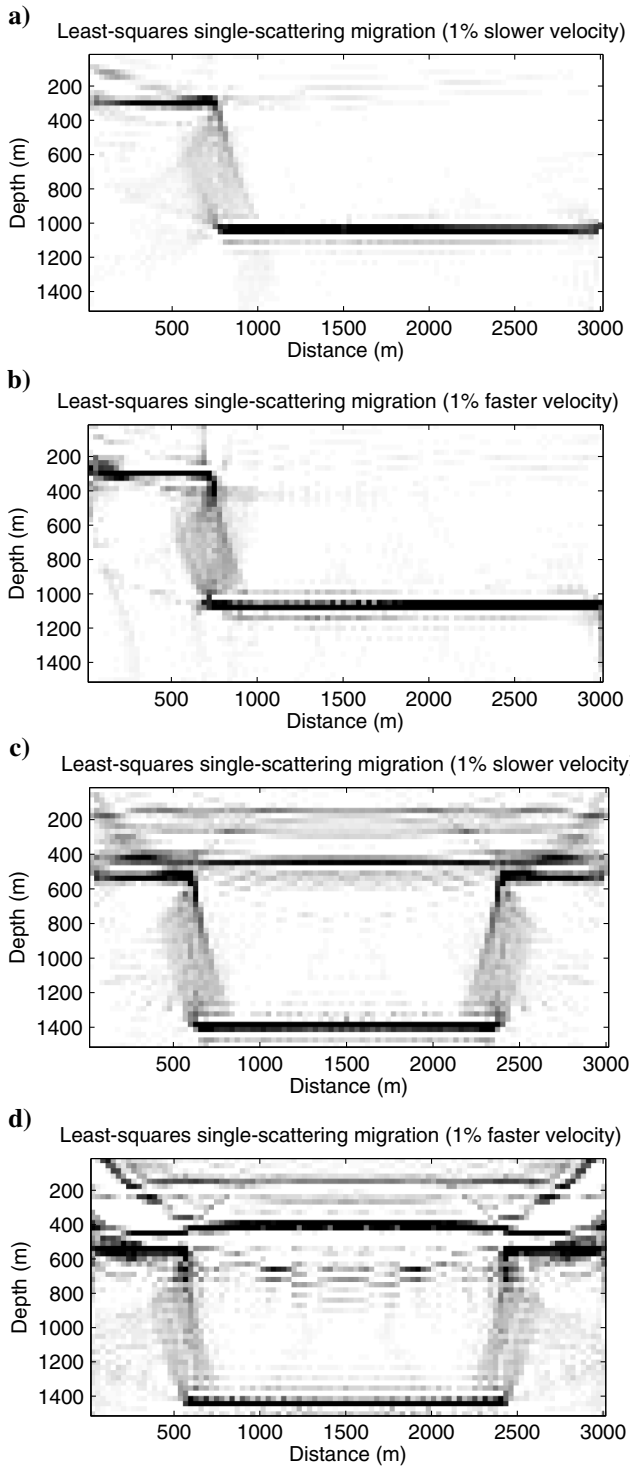 a)
Least-squares single-scattering migration (1% slower velocity)
Depth (m)
200
400
600
800
1000
1200
1400
500 1000 1500 2000 2500 3000
Distance (m)
b)
Least-squares single-scattering migration (1% faster velocity)
Depth (m)
200
400
600
800
1000
1200
1400
500 1000 1500 2000 2500 3000
Distance (m)
c)
Least-squares single-scattering migration (1% slower velocity
Depth (m)
200
400
600
800
1000
1200
1400
500 1000 1500 2000 2500 3000
Distance (m)
d)
Least-squares single-scattering migration (1% faster velocity)
Depth (m)
200
400
600
800
1000
1200
1400
500 1000 1500 2000 2500 3000
Distance (m)